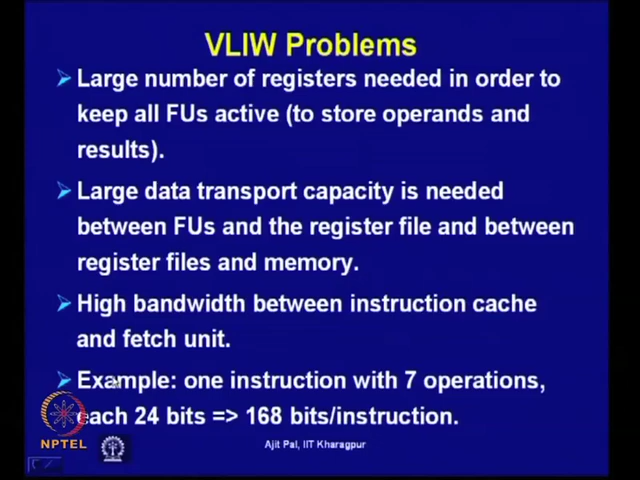 VLIW Problems
Large number of registers needed in order to
keep all FUs active (to store operands and
results).
Large data transport capacity is needed
between FUs and the register file and between
register files and memory.
High bandwidth between instruction cache
and fetch unit.
Example: one instruction with 7 operations,
each 24 bits => 168 bits/instruction.
NPTEL
Ajit Pal, IIT Kharagpur